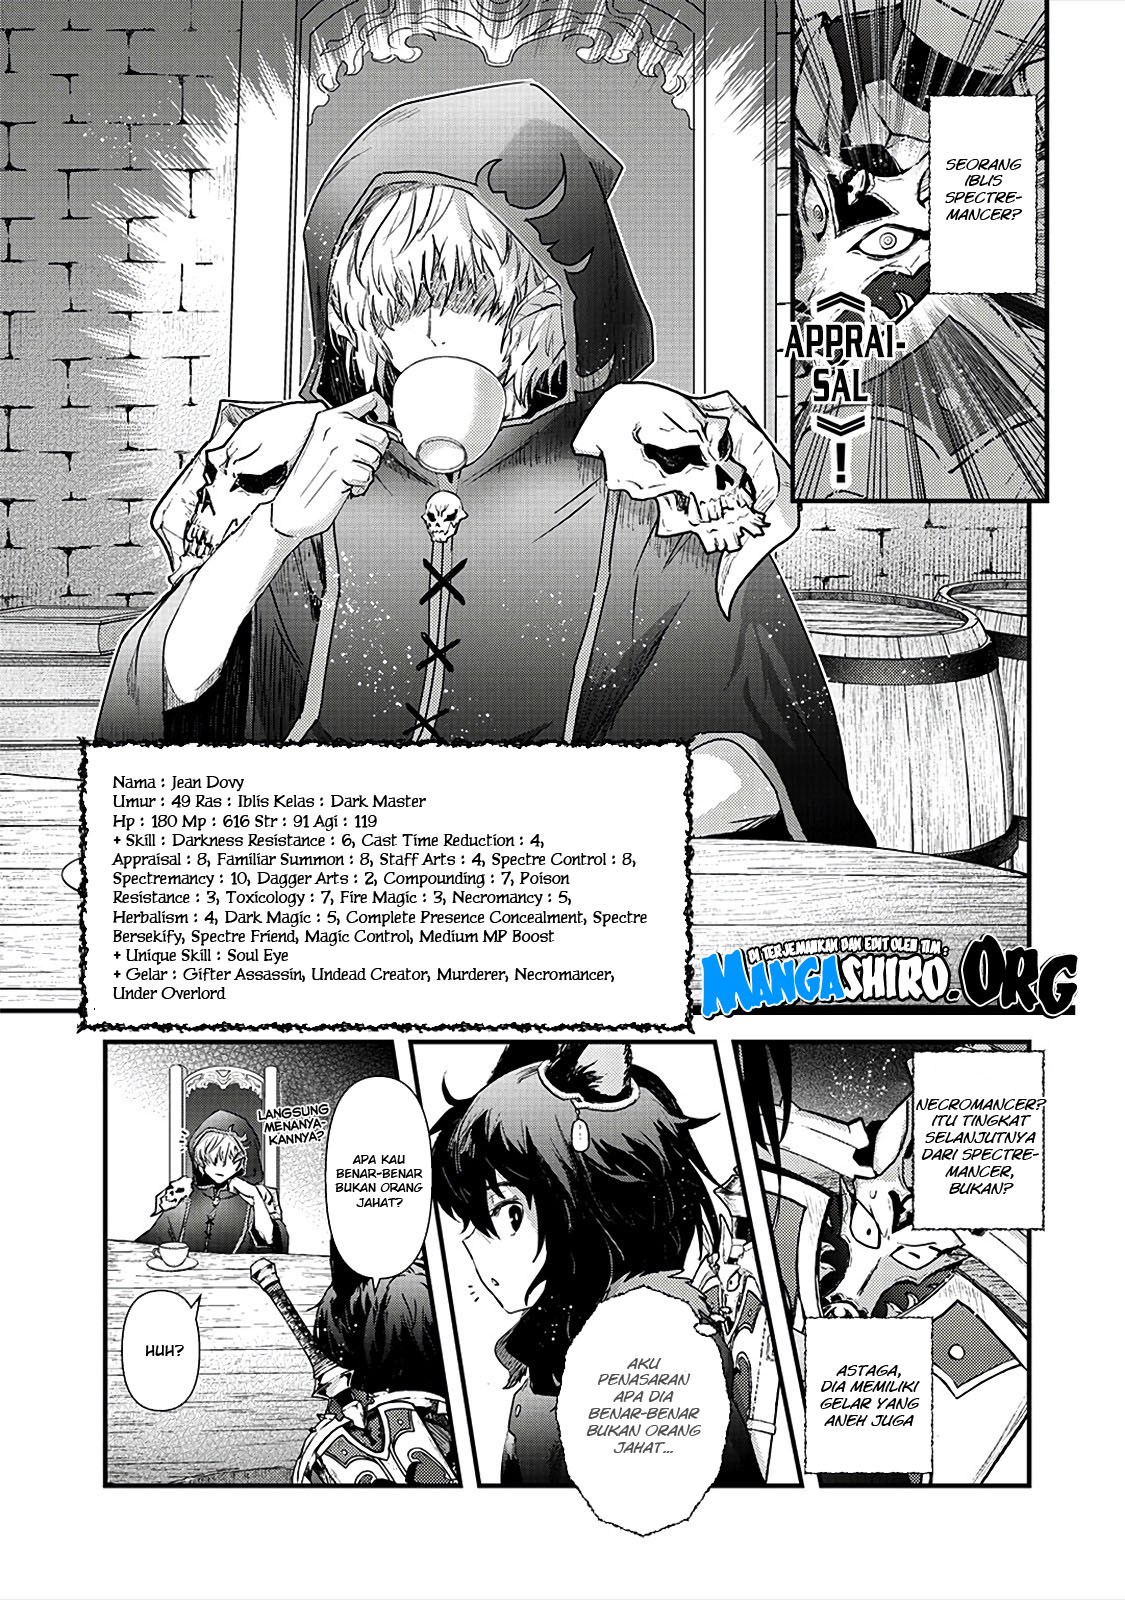 SEORANG
IBLIS
SPECTRE-
MANCER?
《APPRAI-
SAL》
!
Nama : Jean Dovy
Umur : 49 Ras : Iblis Kelas : Dark Master
Hp : 180 Mp : 616 Str : 91 Agi : 119
+ Skill : Darkness Resistance : 6, Cast Time Reduction : 4,
Appraisal : 8, Familiar Summon : 8, Staff Arts : 4, Spectre Control : 8,
Spectremancy : 10, Dagger Arts : 2, Compounding : 7, Poison
Resistance : 3, Toxicology : 7, Fire Magic : 3, Necromancy : 5,
Herbalism : 4, Dark Magic : 5, Complete Presence Concealment, Spectre
Bersekify, Spectre Friend, Magic Control, Medium MP Boost
+ Unique Skill : Soul Eye
+ Gelar : Gifter Assassin, Undead Creator, Murderer, Necromancer,
Under Overlord
DI TERJEMAHKAN DAN EDIT OLEH TIM :
MANGASHIRO.ORG
NECROMANCER?
ITU TINGKAT
SELANJUTNYA
DARI SPECTRE-
MANCER,
BUKAN?
ASTAGA,
DIA MEMILIKI
GELAR YANG
ANEH JUGA
AKU
PENASARAN
APA DIA
BENAR-BENAR
BUKAN ORANG
JAHAT...
APA KAU
BENAR-BENAR
BUKAN ORANG
JAHAT?
LANGSUNG
MENANYA-
KANNYA?
HUH?